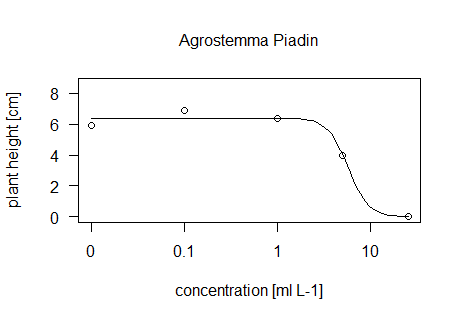 Agrostemma Piadin
plant height [cm]
8
6
4
2
0
0 0.1 1 10
concentration [ml L-1]